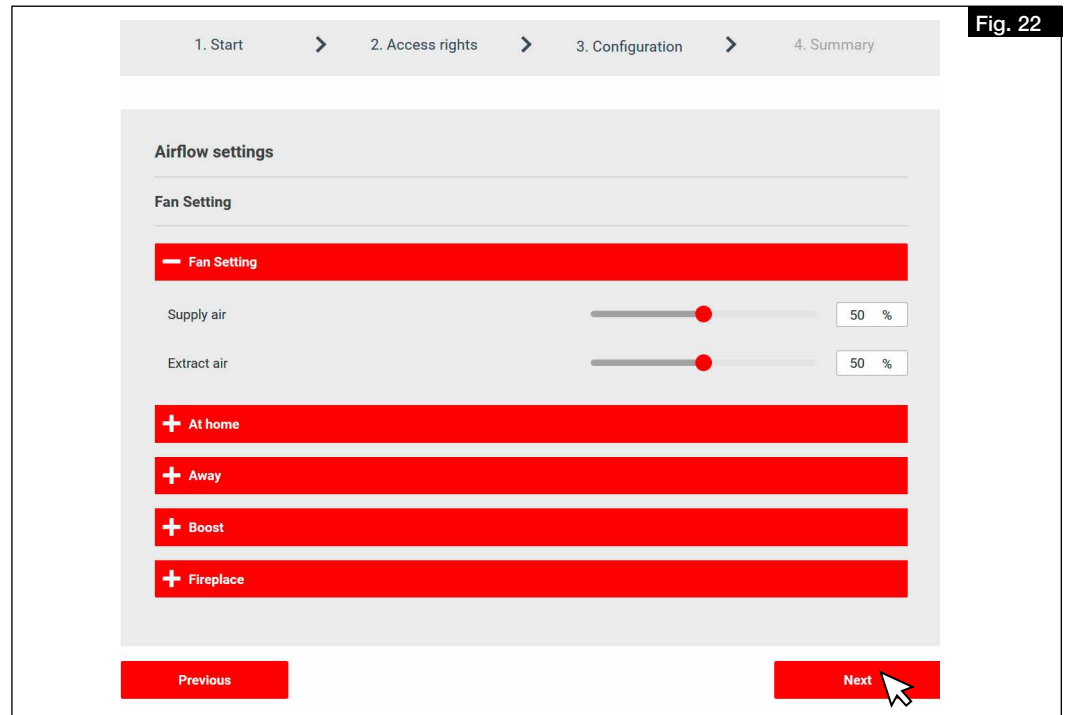 Fig. 22
1. Start 2. Access rights 3. Configuration 4. Summary
Airflow settings
Fan Setting
Fan Setting
Supply air 50 %
Extract air 50 %
At home
Away
Boost
Fireplace
Previous Next